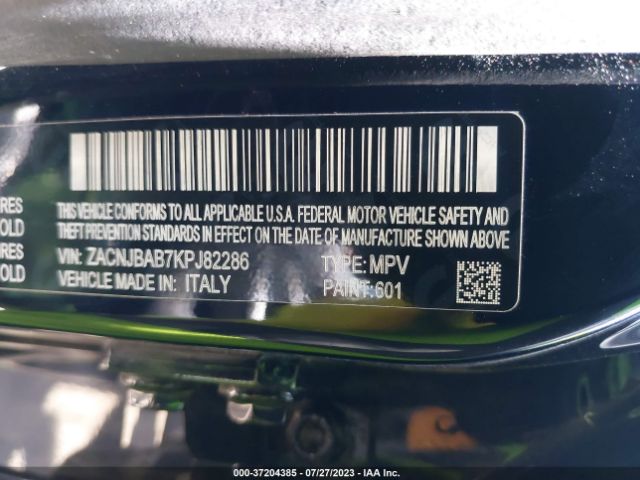 THIS VEHICLE CONFORMS TO ALL APPLICABLE U.S.A. FEDERAL MOTOR VEHICLE SAFETY AND
RES
OLD
THEFT PREVENTION STANDARDS IN EFFECT ON THE DATE OF MANUFACTURE SHOWN ABOVE
RES
VIN: ZACNJBAB7KPJ82286 TYPE: MPV
OLD
VEHICLE MADE IN: ITALY PAINT: 601
000-37204385 - 07/27/2023 - IAA Inc.